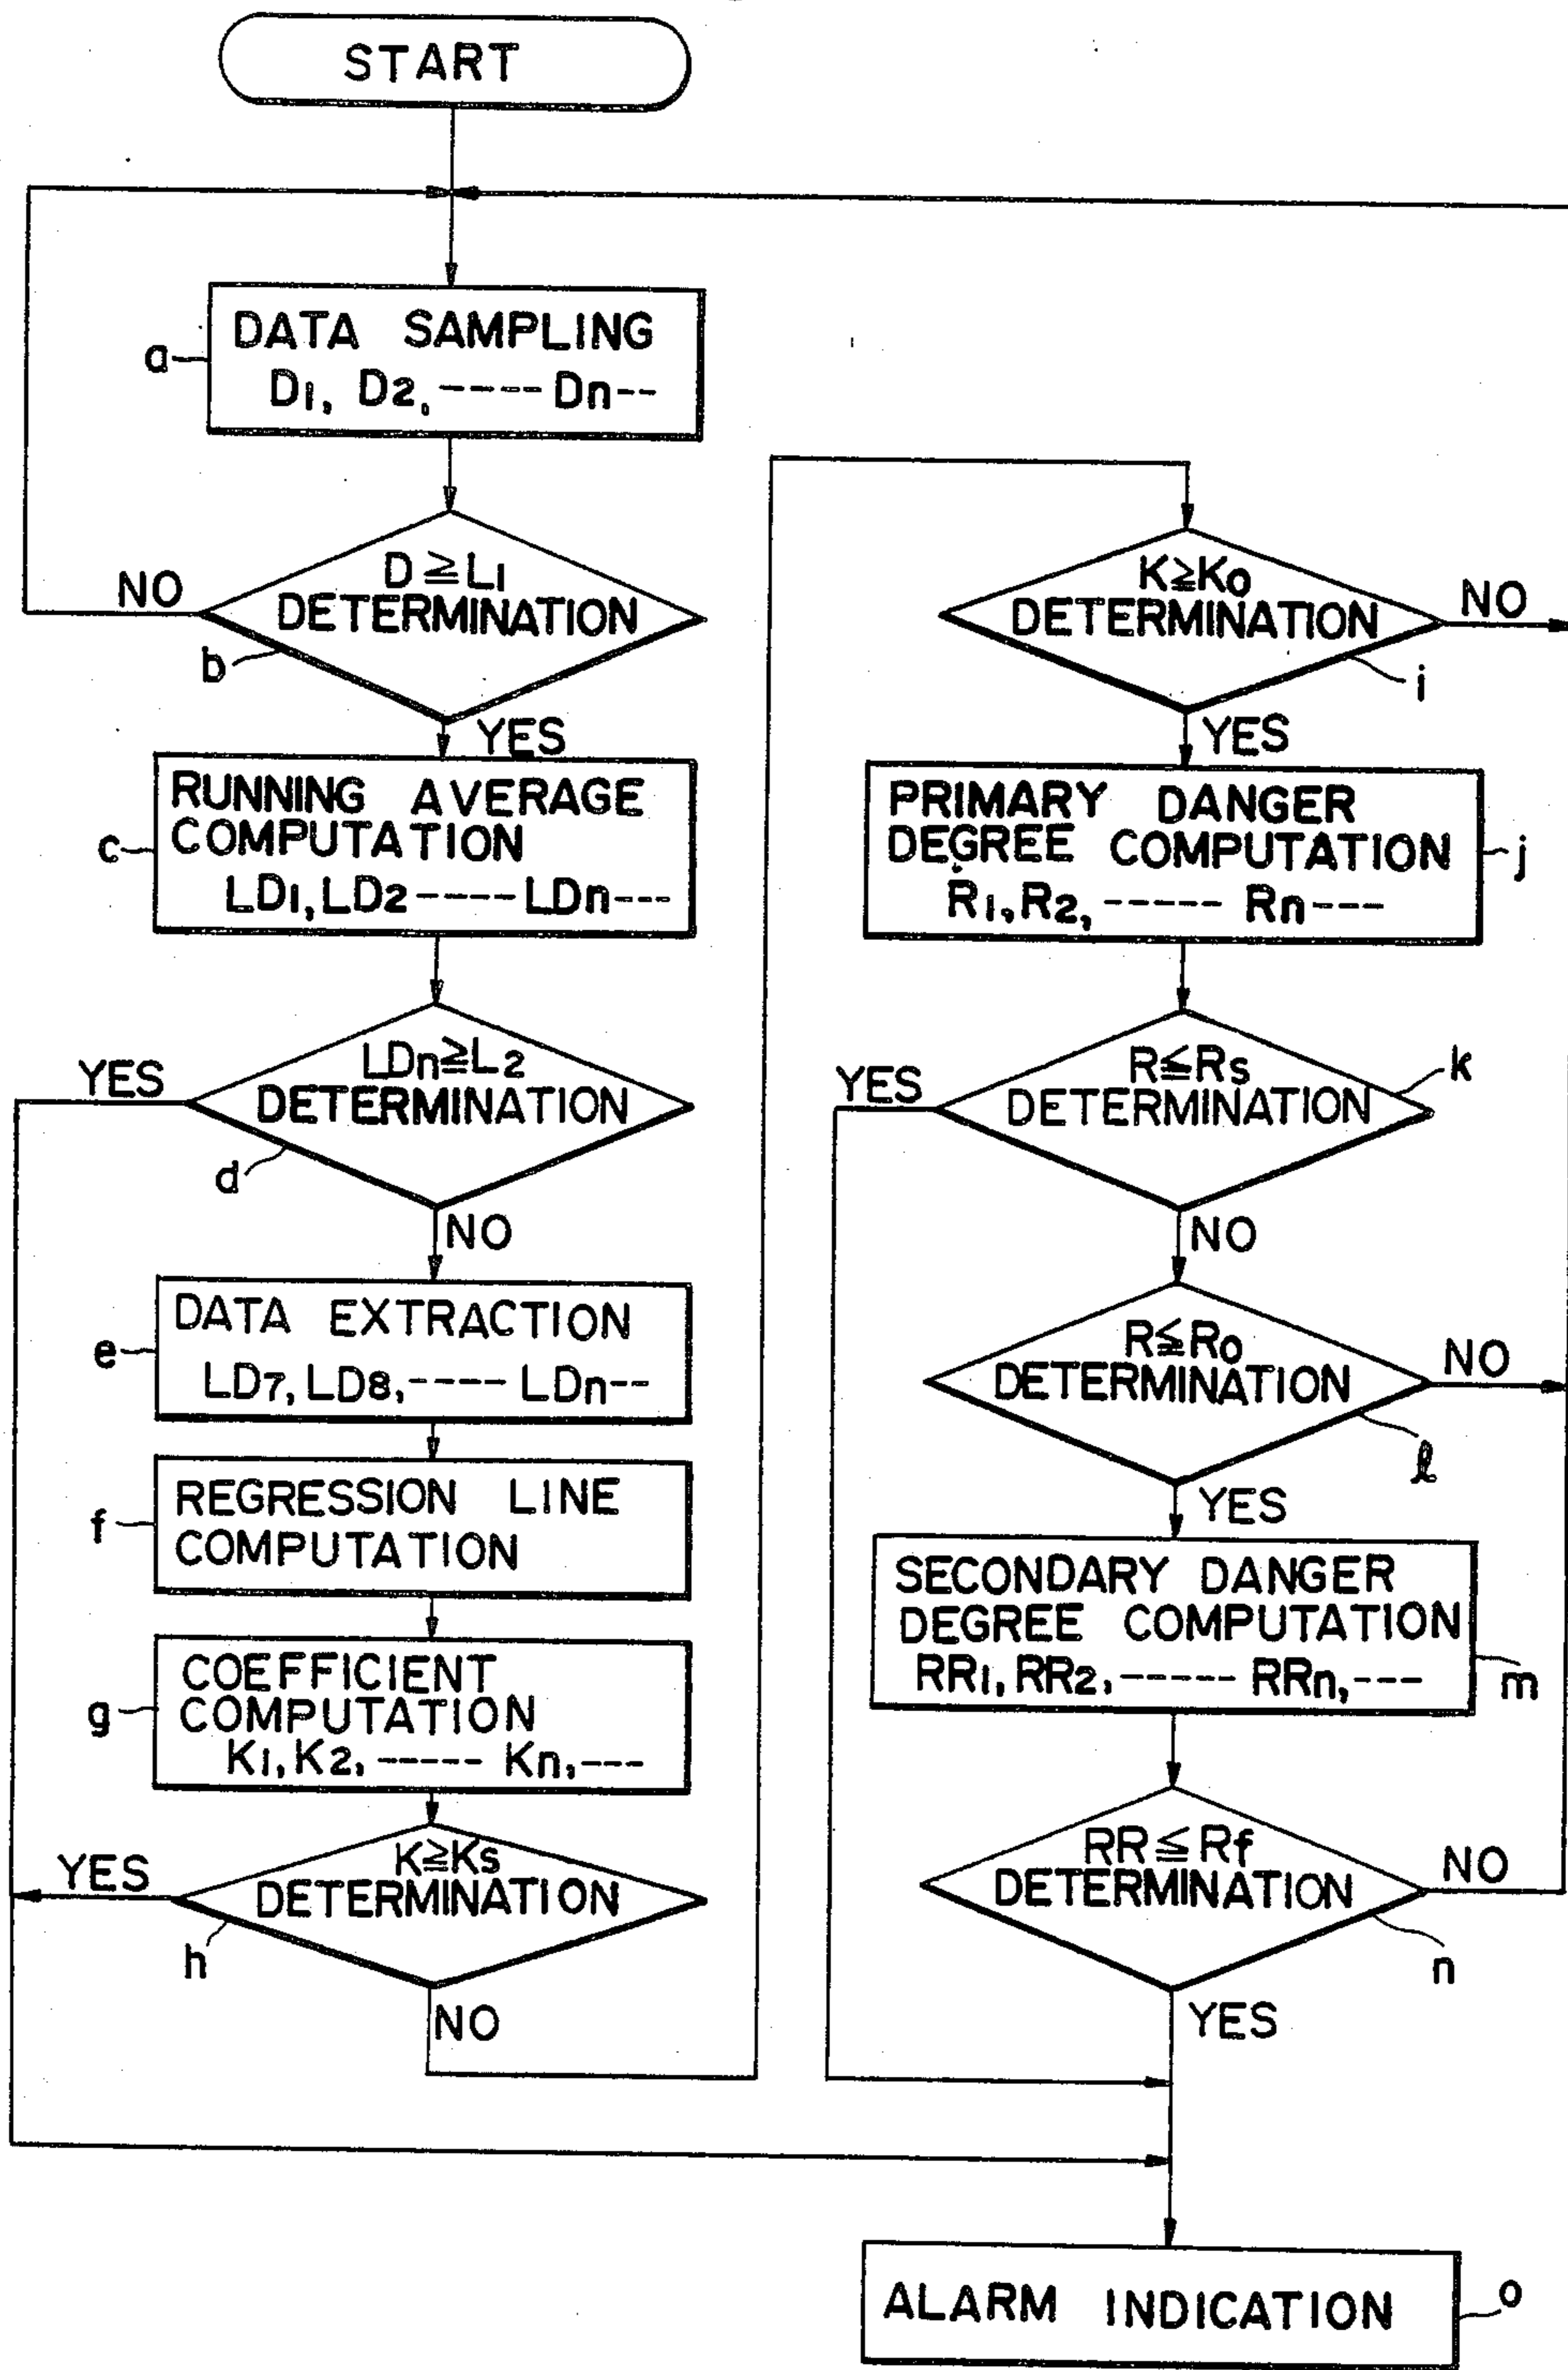 START
a
DATA SAMPLING
D1, D2, ----- Dn--
NO
D ≧ L1
DETERMINATION
b
YES
c
RUNNING AVERAGE
COMPUTATION
LD1, LD2 ----- LDn---
YES
LDn≧L2
DETERMINATION
d
NO
e
DATA EXTRACTION
LD7, LD8, ---- LDn--
f
REGRESSION LINE
COMPUTATION
g
COEFFICIENT
COMPUTATION
K1, K2, ----- Kn, ---
YES
K≧Ks
DETERMINATION
h
NO
K≧K0
DETERMINATION
NO
i
YES
PRIMARY DANGER
DEGREE COMPUTATION
R1, R2, ----- Rn ---
j
YES
R≦Rs
DETERMINATION
k
NO
R≦R0
DETERMINATION
NO
l
YES
SECONDARY DANGER
DEGREE COMPUTATION
RR1, RR2, ----- RRn, ---
m
RR ≦ Rf
DETERMINATION
NO
n
YES
ALARM INDICATION
o